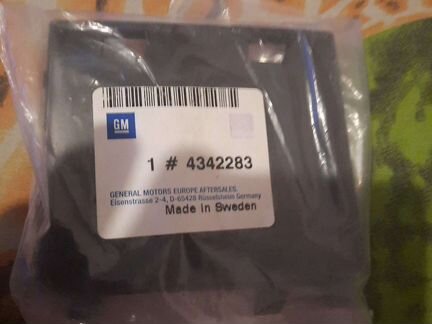 GM
1 # 4342283
GENERAL MOTORS EUROPE AFTERSALES.
Eisenstrasse 2-4, D-65428 Rüsselsheim Germany
Made in Sweden